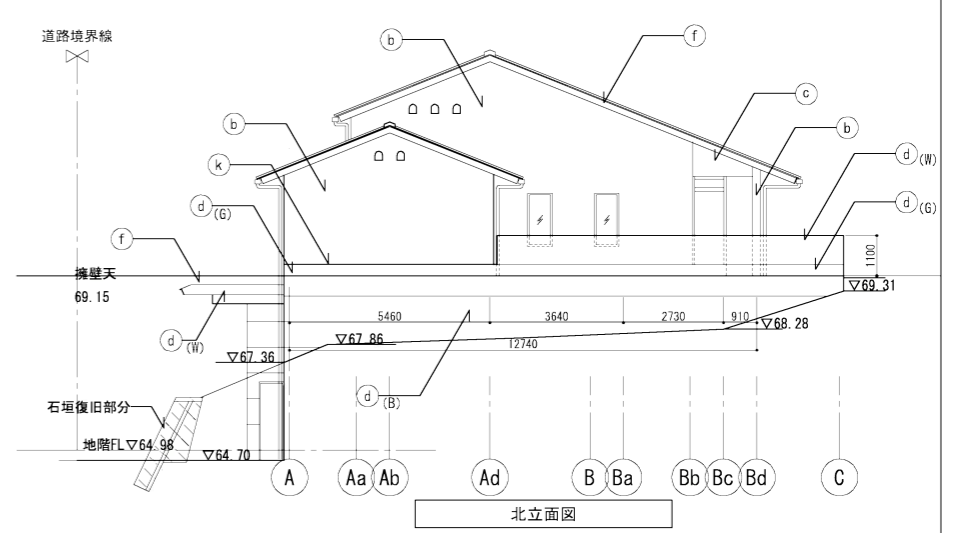 道路境界線
b
f
c
b
b
k
d (W)
d (G)
d (G)
f
擁壁天
69.15
1100
▽69.31
5460
3640
2730
910
▽68.28
d (W)
▽67.86
12740
▽67.36
d (B)
石垣復旧部分
地階FL▽64.98
▽64.70
A
Aa
Ab
Ad
B
Ba
Bb
Bc
Bd
C
北立面図